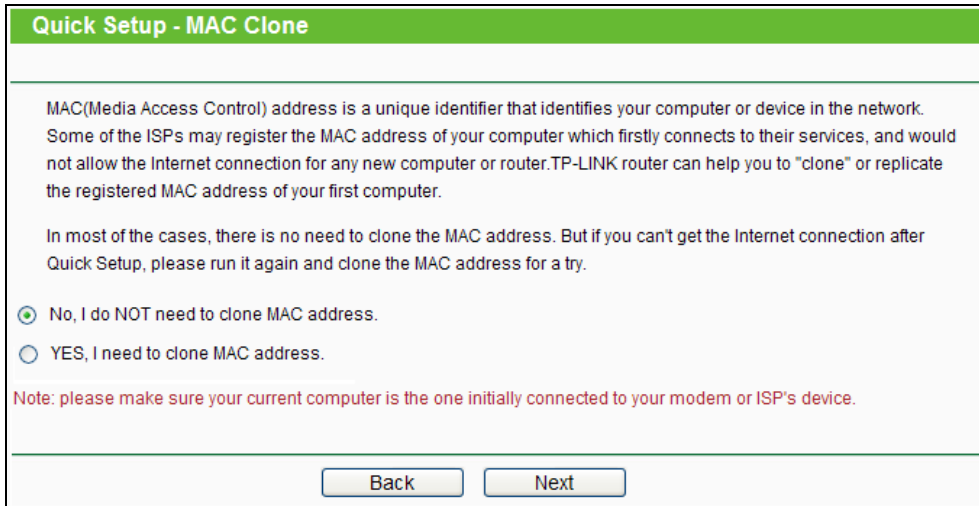 Quick Setup - MAC Clone
MAC(Media Access Control) address is a unique identifier that identifies your computer or device in the network.
Some of the ISPs may register the MAC address of your computer which firstly connects to their services, and would
not allow the Internet connection for any new computer or router.TP-LINK router can help you to "clone" or replicate
the registered MAC address of your first computer.
In most of the cases, there is no need to clone the MAC address. But if you can't get the Internet connection after
Quick Setup, please run it again and clone the MAC address for a try.
No, I do NOT need to clone MAC address.
YES, I need to clone MAC address.
Note: please make sure your current computer is the one initially connected to your modem or ISP's device.
Back Next